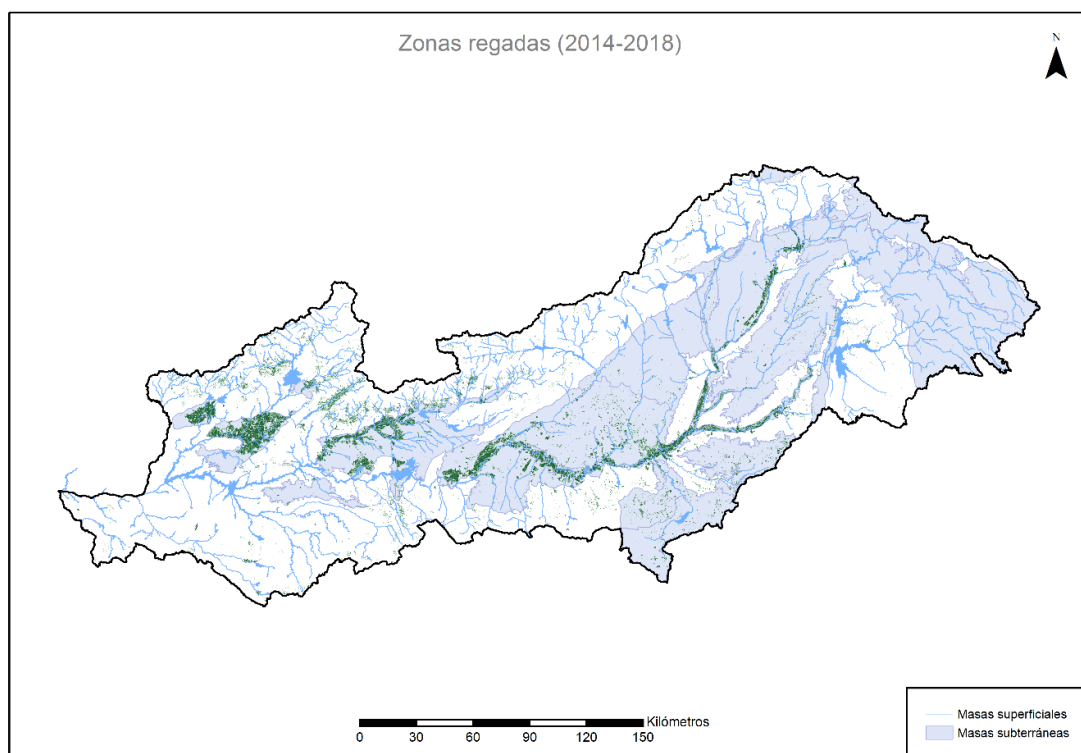 Zonas regadas (2014-2018)
N
Masas superficiales
Masas subterráneas
Kilómetros
0 30 60 90 120 150